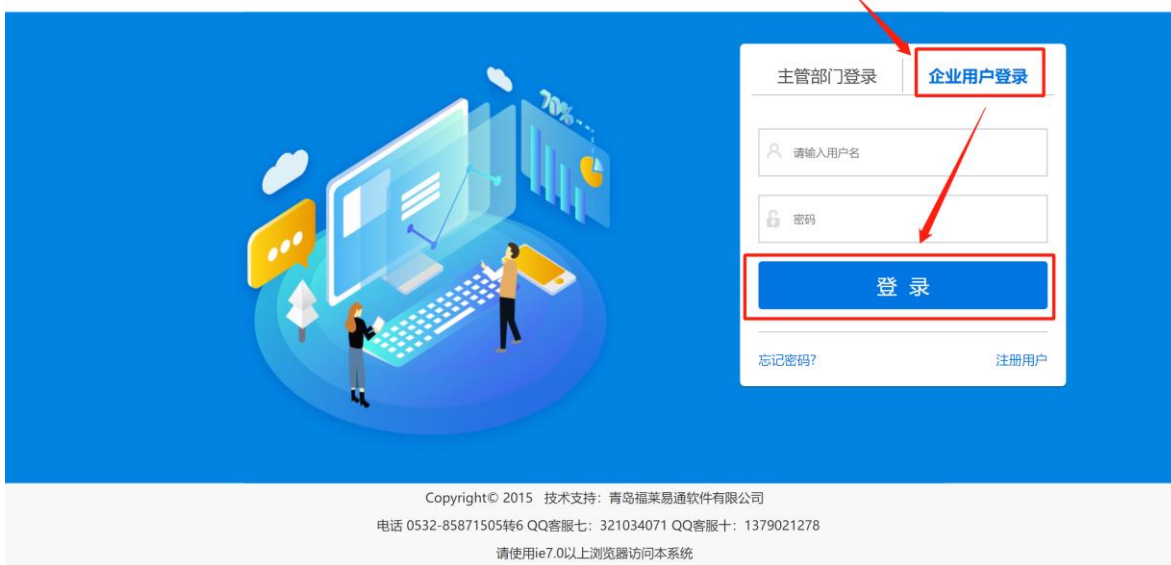 70%
主管部门登录 企业用户登录
请输入用户名
密码
登 录
忘记密码? 注册用户
Copyright© 2015 技术支持：青岛福莱易通软件有限公司
电话 0532-85871505转6 QQ客服七：321034071 QQ客服十：1379021278
请使用ie7.0以上浏览器访问本系统